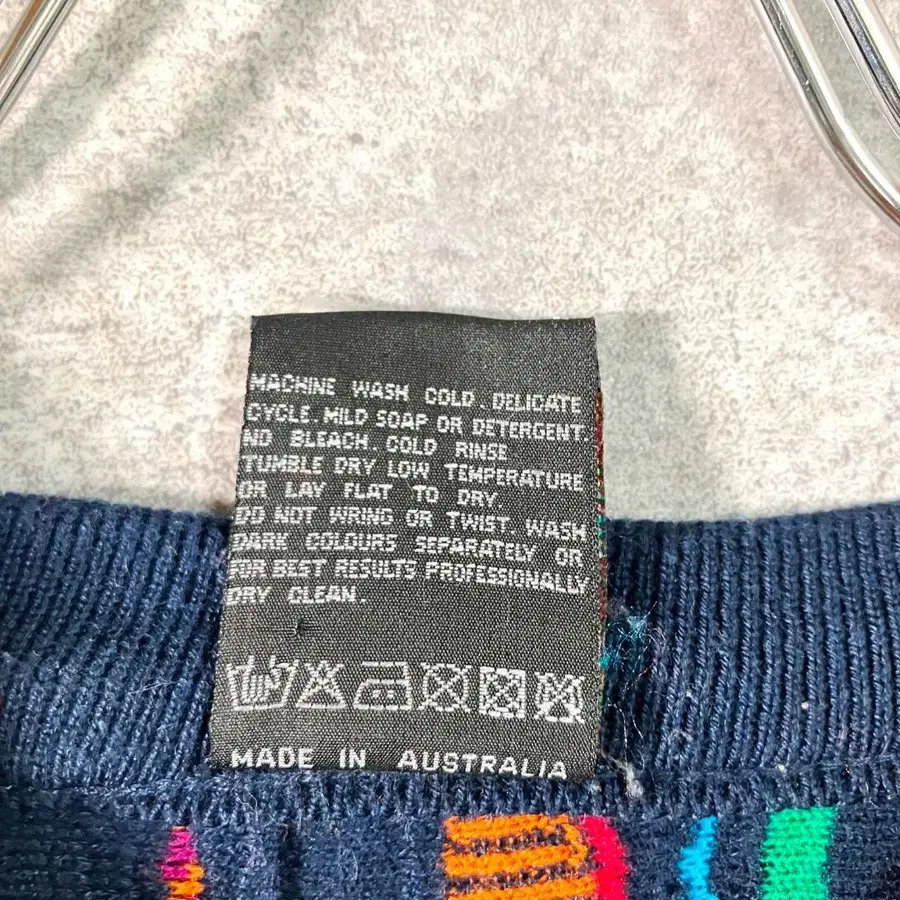 MACHINE WASH COLD. DELICATE
CYCLE. MILD SOAP OR DETERGENT.
NO BLEACH. COLD RINSE
TUMBLE DRY LOW TEMPERATURE
OR LAY FLAT TO DRY.
DO NOT WRING OR TWIST. WASH
DARK COLOURS SEPARATELY OR
FOR BEST RESULTS PROFESSIONALLY
DRY CLEAN.
MADE IN AUSTRALIA